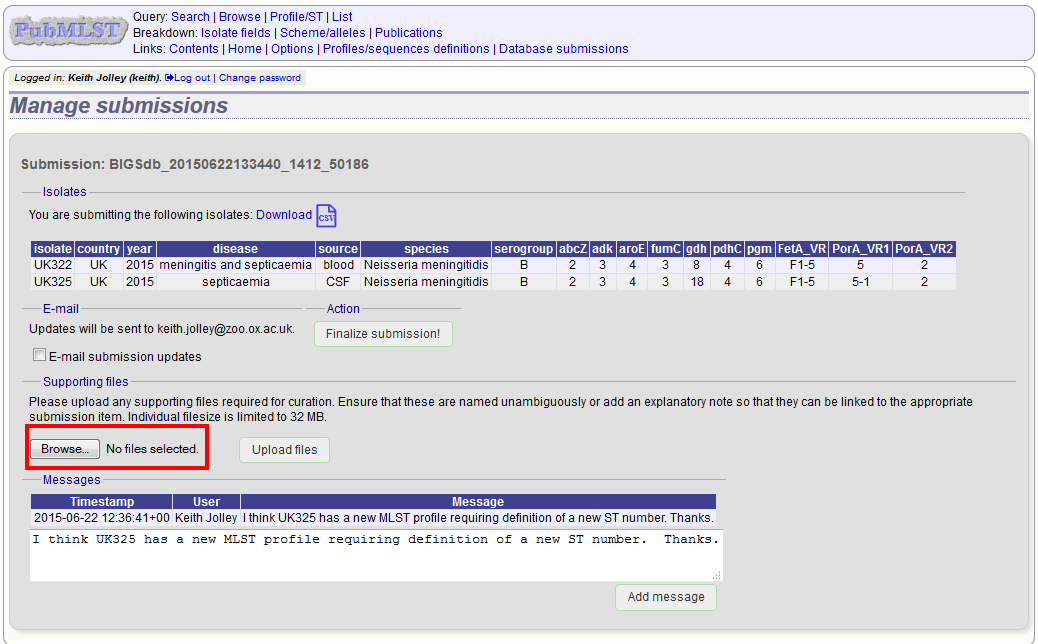 PubMLST
Query: Search | Browse | Profile/ST | List
Breakdown: Isolate fields | Scheme/alleles | Publications
Links: Contents | Home | Options | Profiles/sequences definitions | Database submissions
Logged in: Keith Jolley (keith). Log out | Change password
Manage submissions
Submission: BIGSdb_20150622133440_1412_50186
Isolates
You are submitting the following isolates: Download CSV
isolate country year disease source species serogroup abcZ adk aroE fumC gdh pdhC pgm FetA_VR PorA_VR1 PorA_VR2
UK322 UK 2015 meningitis and septicaemia blood Neisseria meningitidis B 2 3 4 3 8 4 6 F1-5 5 2
UK325 UK 2015 septicaemia CSF Neisseria meningitidis B 2 3 4 3 18 4 6 F1-5 5-1 2
E-mail Action
Updates will be sent to keith.jolley@zoo.ox.ac.uk. Finalize submission!
E-mail submission updates
Supporting files
Please upload any supporting files required for curation. Ensure that these are named unambiguously or add an explanatory note so that they can be linked to the appropriate
submission item. Individual filesize is limited to 32 MB.
Browse... No files selected. Upload files
Messages
Timestamp User Message
2015-06-22 12:36:41+00 Keith Jolley I think UK325 has a new MLST profile requiring definition of a new ST number. Thanks.
I think UK325 has a new MLST profile requiring definition of a new ST number.  Thanks.
Add message